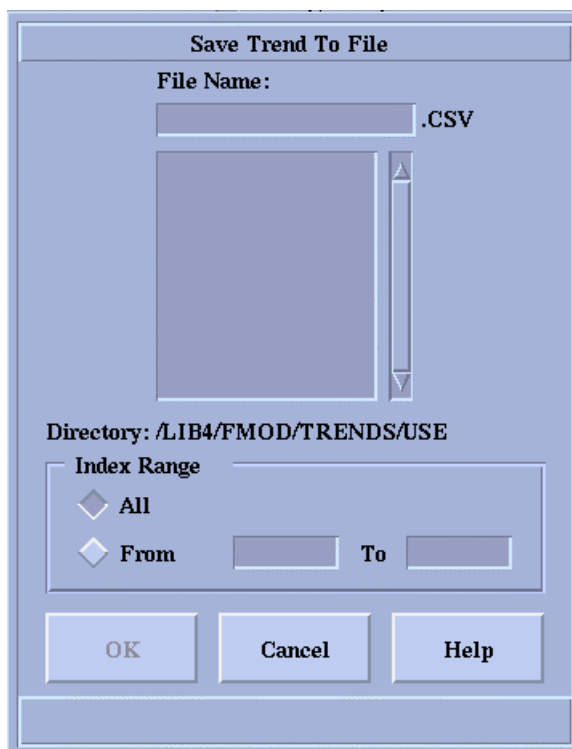 Save Trend To File
File Name:
.CSV
Directory: /LIB4/FMOD/TRENDS/USE
Index Range
All
From To
OK Cancel Help